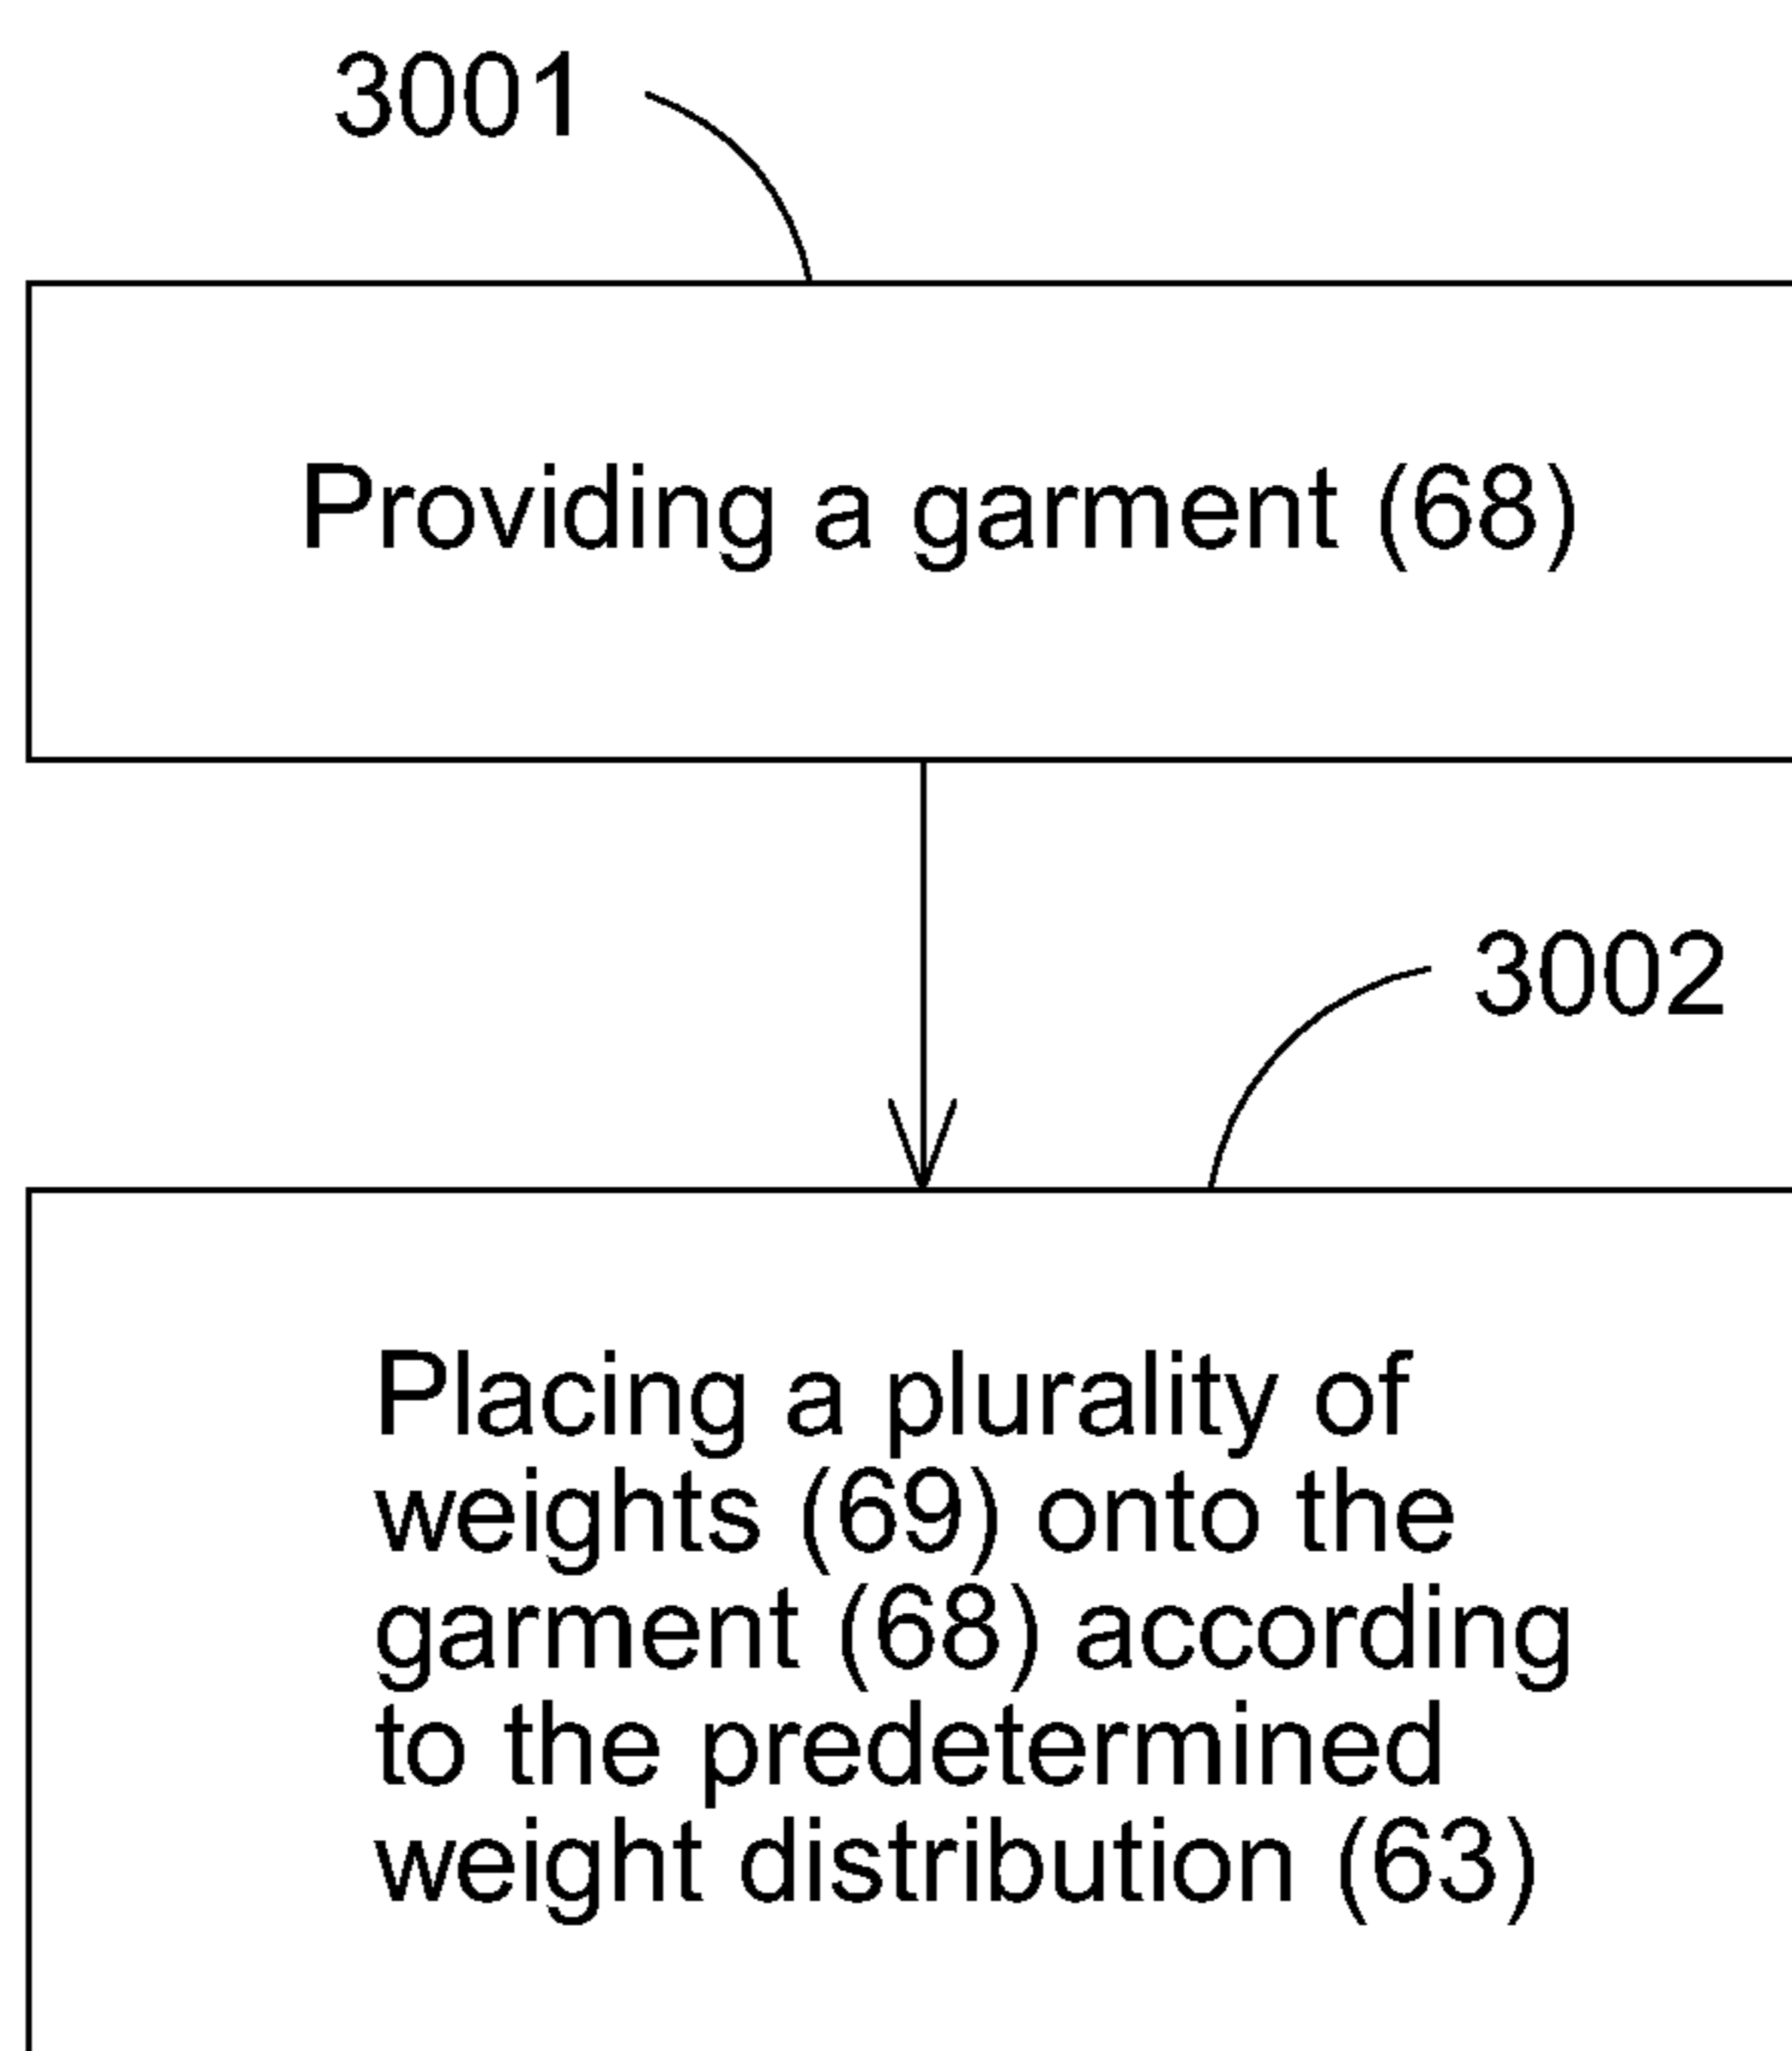 3001
Providing a garment (68)
3002
Placing a plurality of
weights (69) onto the
garment (68) according
to the predetermined
weight distribution (63)